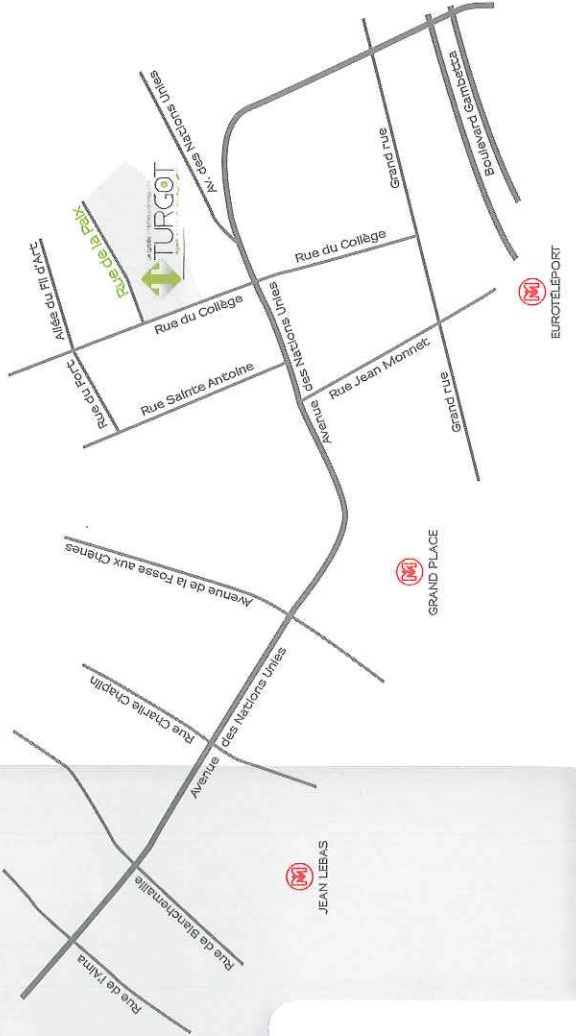 Rue de l'Alma
Rue de Blanchemaille
JEAN LEBAS
Rue Charlie Chaplin
Avenue des Nations Unies
Avenue de la Fosse aux Chênes
GRAND PLACE
Rue du Fort
Allée du Fil d'Art
Rue Sainte Antoine
Rue du Collège
Rue de la Paix
TURGOT
Av. des Nations Unies
Avenue des Nations Unies
Rue Jean Monnet
Rue du Collège
Grand rue
Grand rue
Boulevard Gambetta
EUROTÉLÉPORT